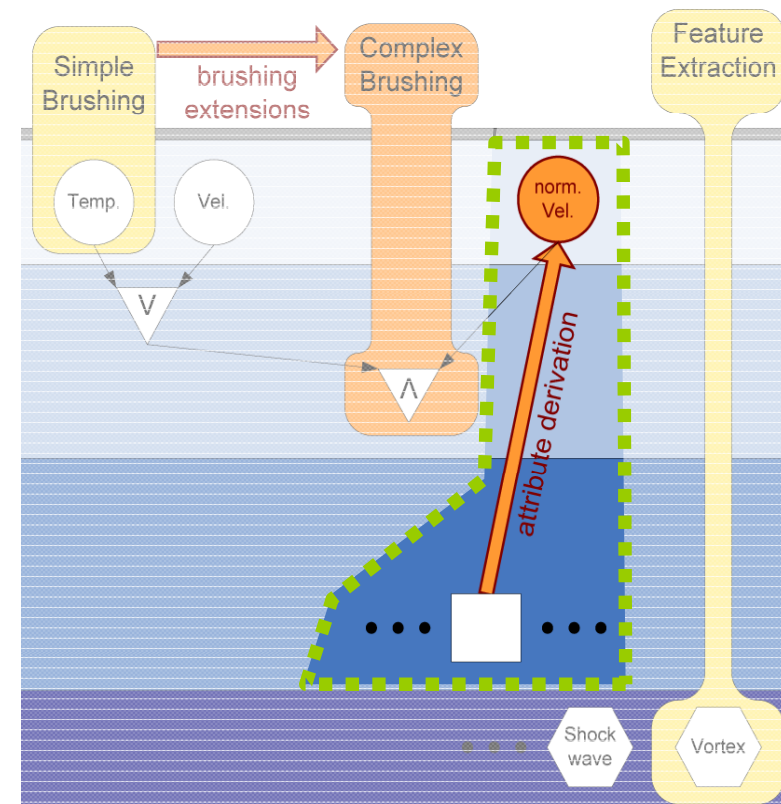 Simple
Brushing
brushing
extensions
Complex
Brushing
Feature
Extraction
Temp.
Vel.
norm.
Vel.
V
Λ
attribute derivation
Shock
wave
Vortex